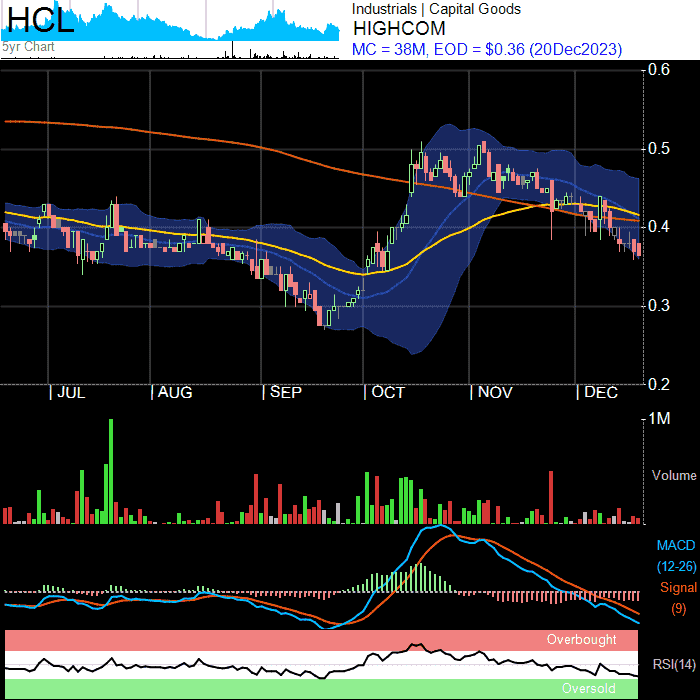 HCL
5yr Chart
Industrials | Capital Goods
HIGHCOM
MC = 38M, EOD = $0.36 (20Dec2023)
0.6
0.5
0.4
0.3
0.2
| JUL | AUG | SEP | OCT | NOV | DEC
1M
Volume
MACD
(12-26)
Signal
(9)
Overbought
RSI(14)
Oversold